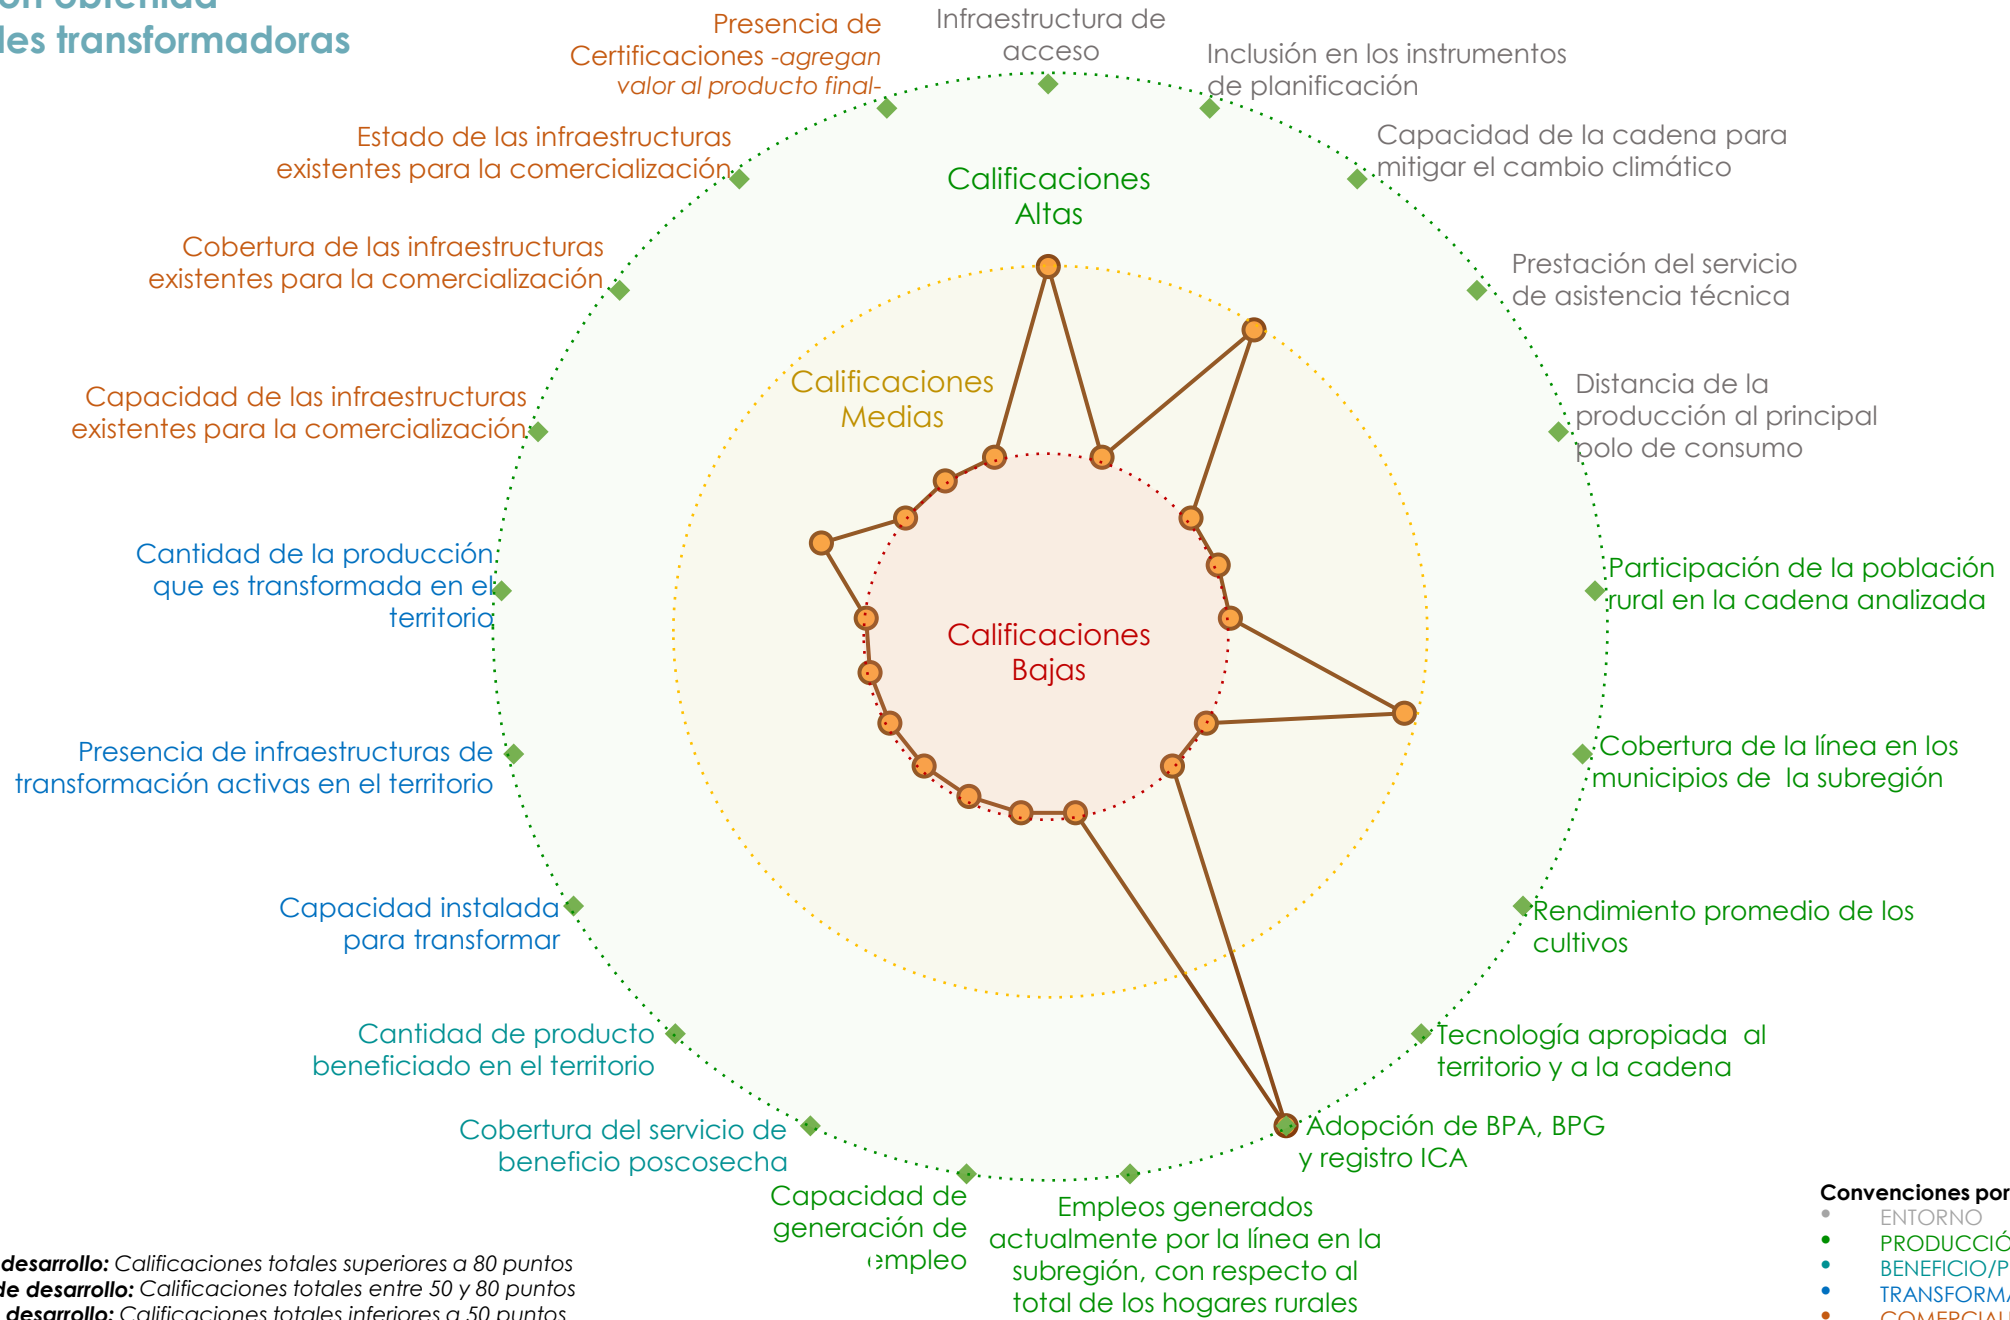 les transformadoras
Presencia de
Certificaciones -agregan
valor al producto final-
Infraestructura de
acceso
Inclusión en los instrumentos
de planificación
Capacidad de la cadena para
mitigar el cambio climático
Prestación del servicio
de asistencia técnica
Distancia de la
producción al principal
polo de consumo
Participación de la población
rural en la cadena analizada
Cobertura de la línea en los
municipios de la subregión
Rendimiento promedio de los
cultivos
Tecnología apropiada al
territorio y a la cadena
Adopción de BPA, BPG
y registro ICA
Empleos generados
actualmente por la línea en la
subregión, con respecto al
total de los hogares rurales
Capacidad de
generación de
empleo
Cobertura del servicio de
beneficio poscosecha
Cantidad de producto
beneficiado en el territorio
Capacidad instalada
para transformar
Presencia de infraestructuras de
transformación activas en el territorio
Cantidad de la producción
que es transformada en el
territorio
Capacidad de las infraestructuras
existentes para la comercialización
Cobertura de las infraestructuras
existentes para la comercialización
Estado de las infraestructuras
existentes para la comercialización
Calificaciones
Altas
Calificaciones
Medias
Calificaciones
Bajas
desarrollo: Calificaciones totales superiores a 80 puntos
de desarrollo: Calificaciones totales entre 50 y 80 puntos
desarrollo: Calificaciones totales inferiores a 50 puntos
Convenciones por
• ENTORNO
• PRODUCCIÓ
• BENEFICIO/P
• TRANSFORMA